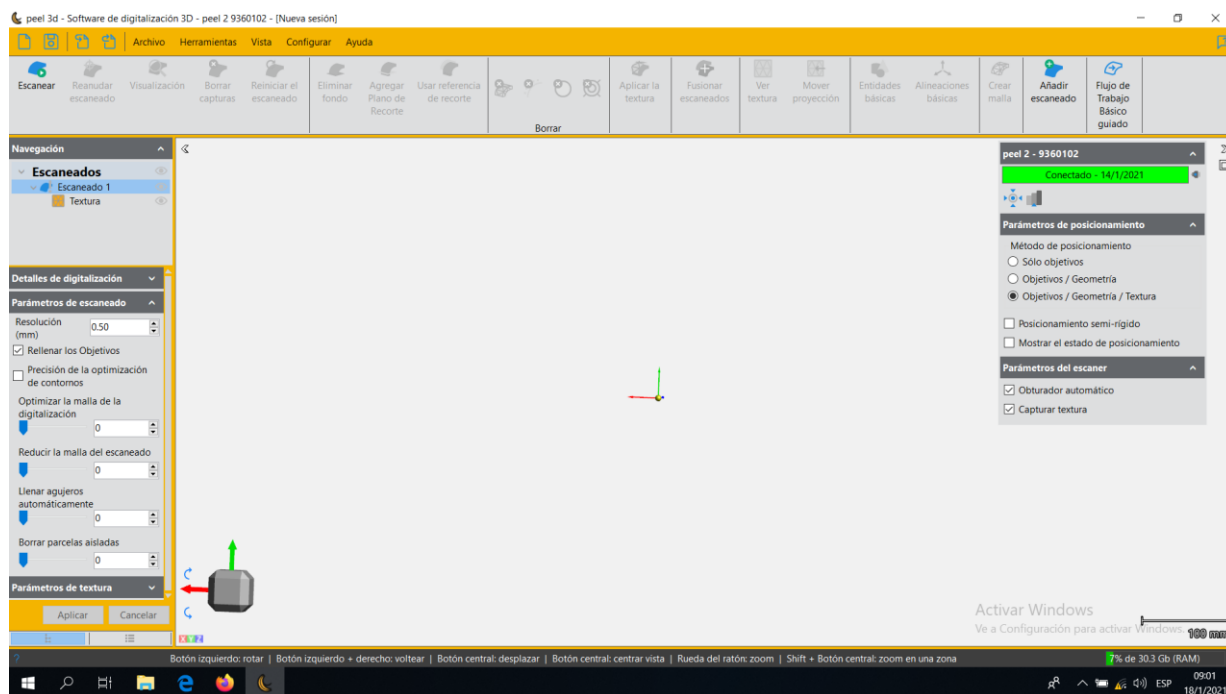 peel 3d - Software de digitalización 3D - peel 2 9360102 - [Nueva sesión]
Archivo Herramientas Vista Configurar Ayuda
Escanear
Reanudar
escaneado
Visualización
Borrar
capturas
Reiniciar el
escaneado
Eliminar
fondo
Agregar
Plano de
Recorte
Usar referencia
de recorte
Borrar
Aplicar la
textura
Fusionar
escaneados
Ver
textura
Mover
proyección
Entidades
básicas
Alineaciones
básicas
Crear
malla
Añadir
escaneado
Flujo de
Trabajo
Básico
guiado
Navegación
Escaneados
Escaneado 1
Textura
Detalles de digitalización
Parámetros de escaneado
Resolución
(mm)
0.50
Rellenar los Objetivos
Precisión de la optimización
de contornos
Optimizar la malla de la
digitalización
0
Reducir la malla del escaneado
0
Llenar agujeros
automáticamente
0
Borrar parcelas aisladas
0
Parámetros de textura
Aplicar Cancelar
X Y Z
peel 2 - 9360102
Conectado - 14/1/2021
Parámetros de posicionamiento
Método de posicionamiento
Sólo objetivos
Objetivos / Geometría
Objetivos / Geometría / Textura
Posicionamiento semi-rígido
Mostrar el estado de posicionamiento
Parámetros del escaner
Obturador automático
Capturar textura
Activar Windows
Ve a Configuración para activar Windows.
100 mm
? Botón izquierdo: rotar | Botón izquierdo + derecho: voltear | Botón central: desplazar | Botón central: centrar vista | Rueda del ratón: zoom | Shift + Botón central: zoom en una zona 7% de 30.3 Gb (RAM)
ESP
09:01
18/1/2021